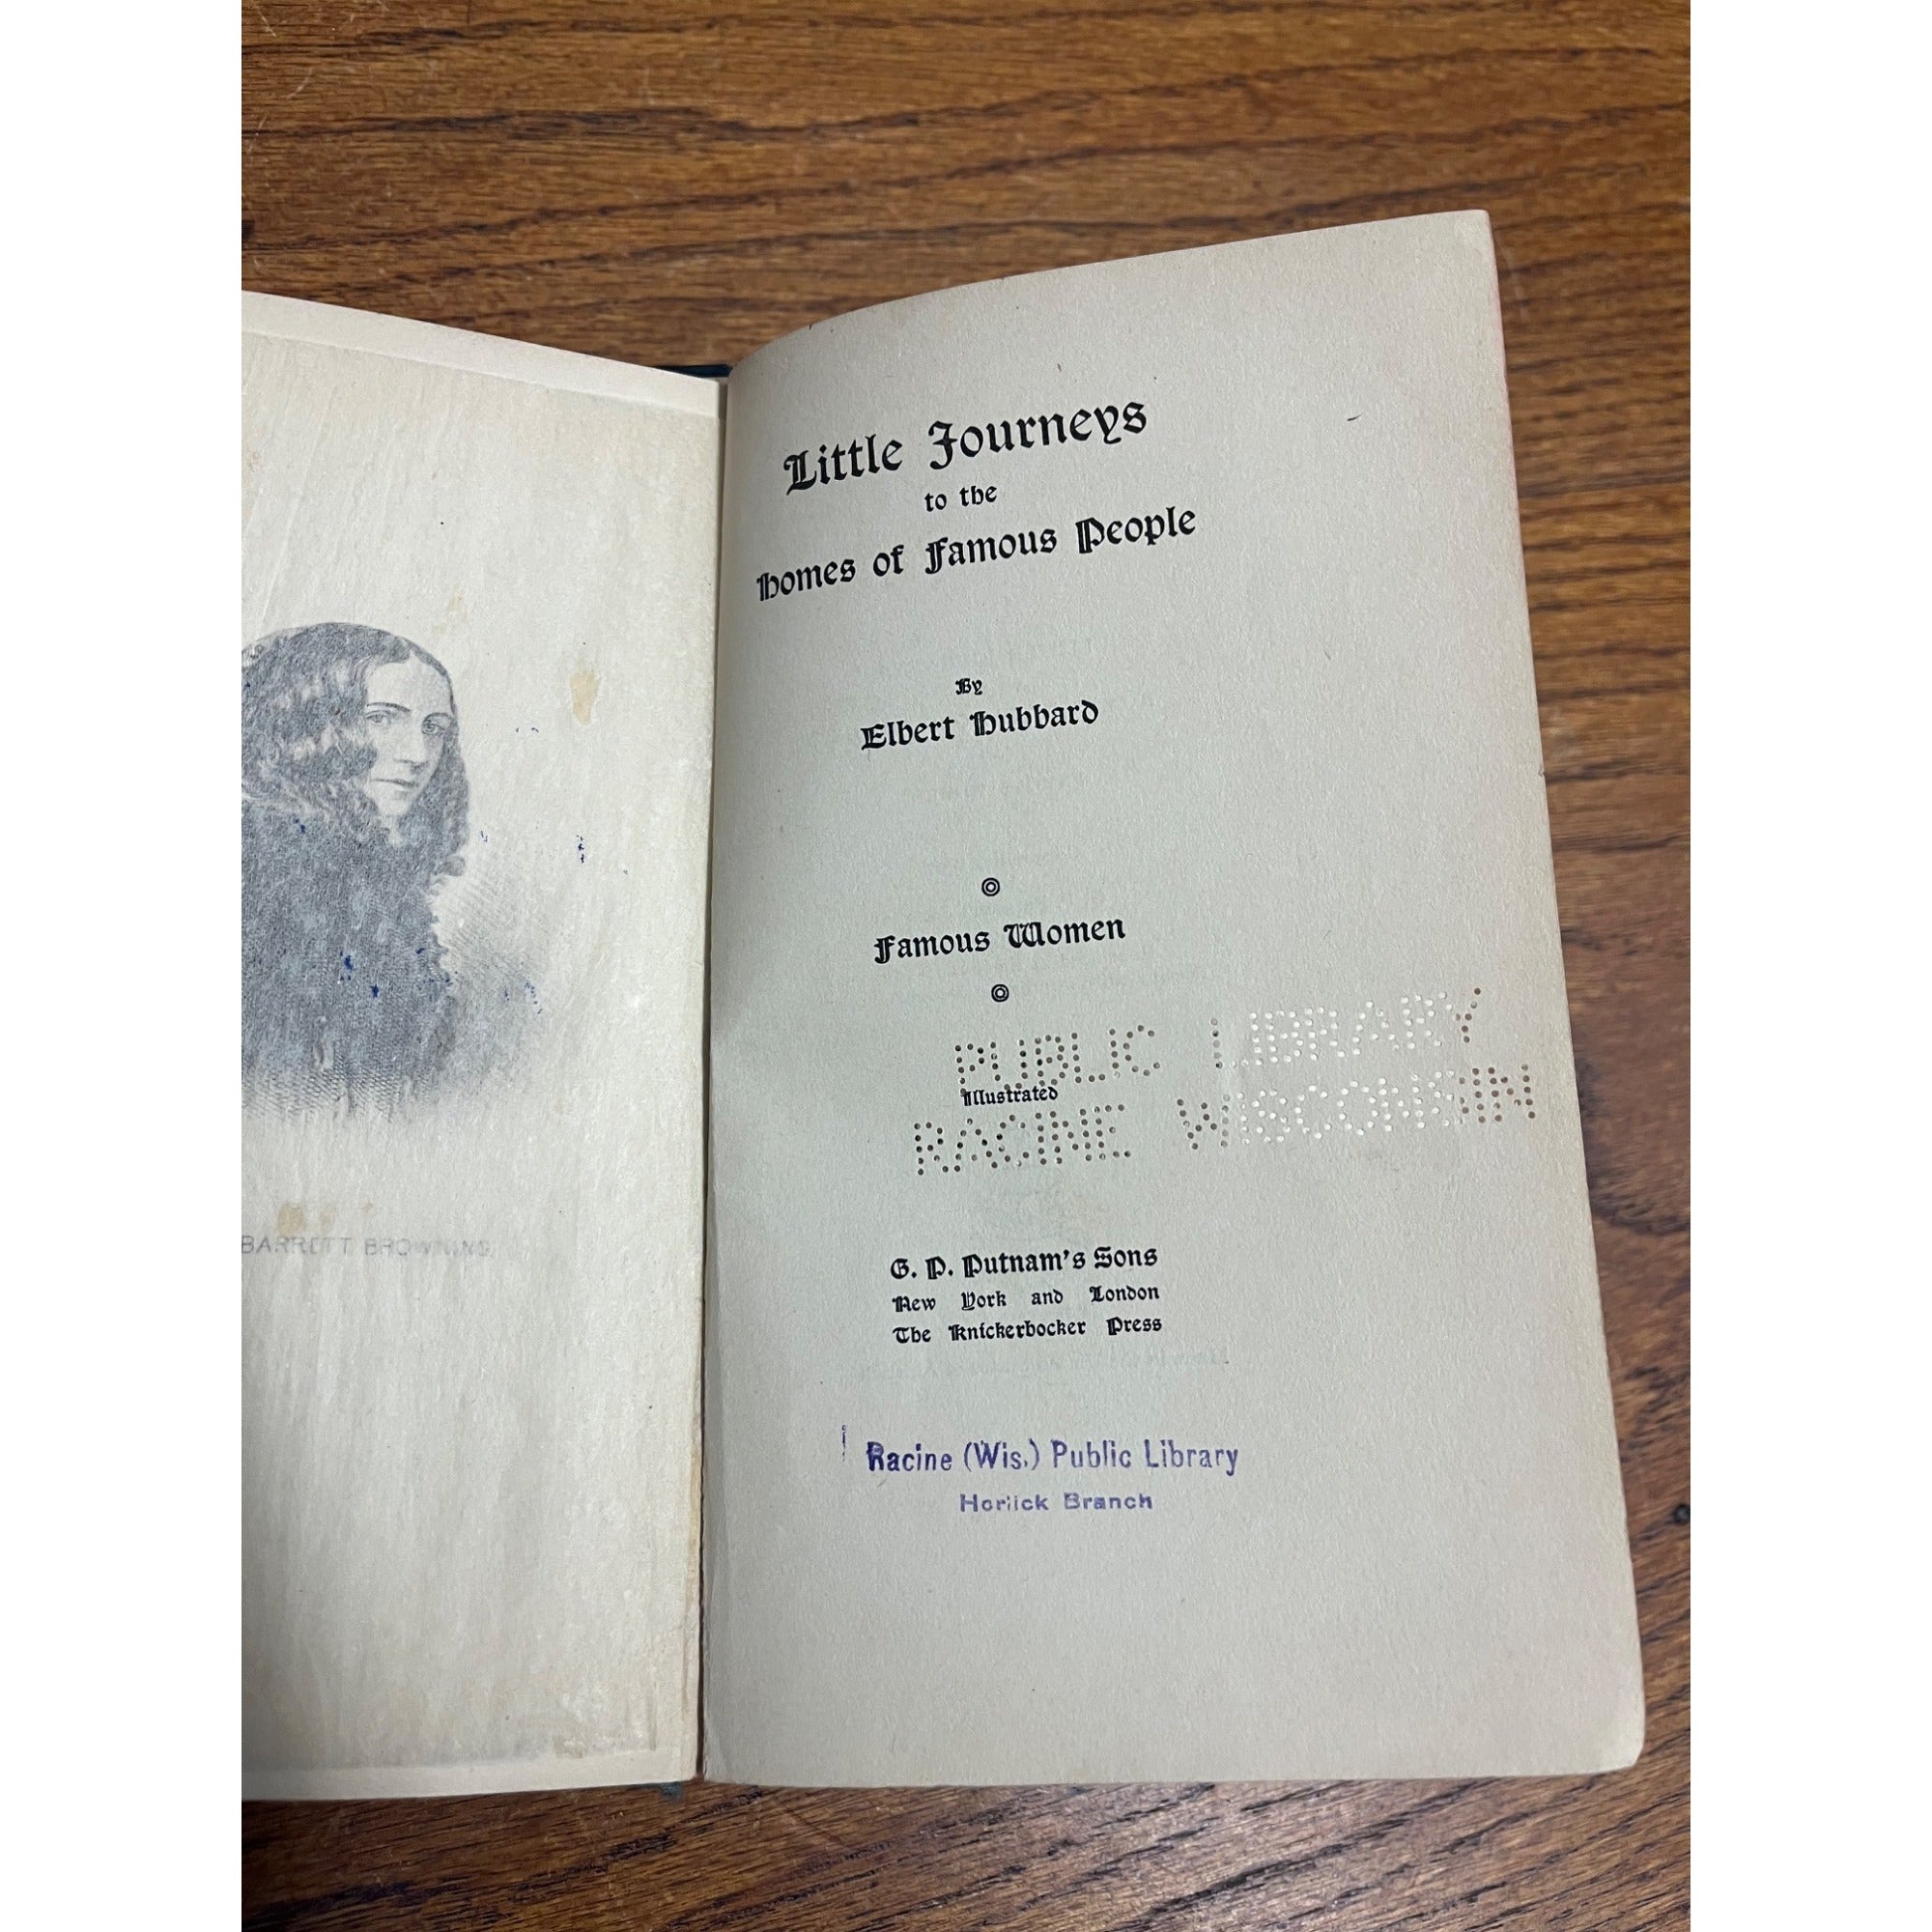 BARRETT BROWNING
Little Journeys
to the
Homes of Famous People
By
Elbert Hubbard
Famous Women
PUBLIC LIBRARY
Illustrated
RACINE WISCONSIN
G. P. Putnam's Sons
New York and London
The Knickerbocker Press
Racine (Wis.) Public Library
Horlick Branch